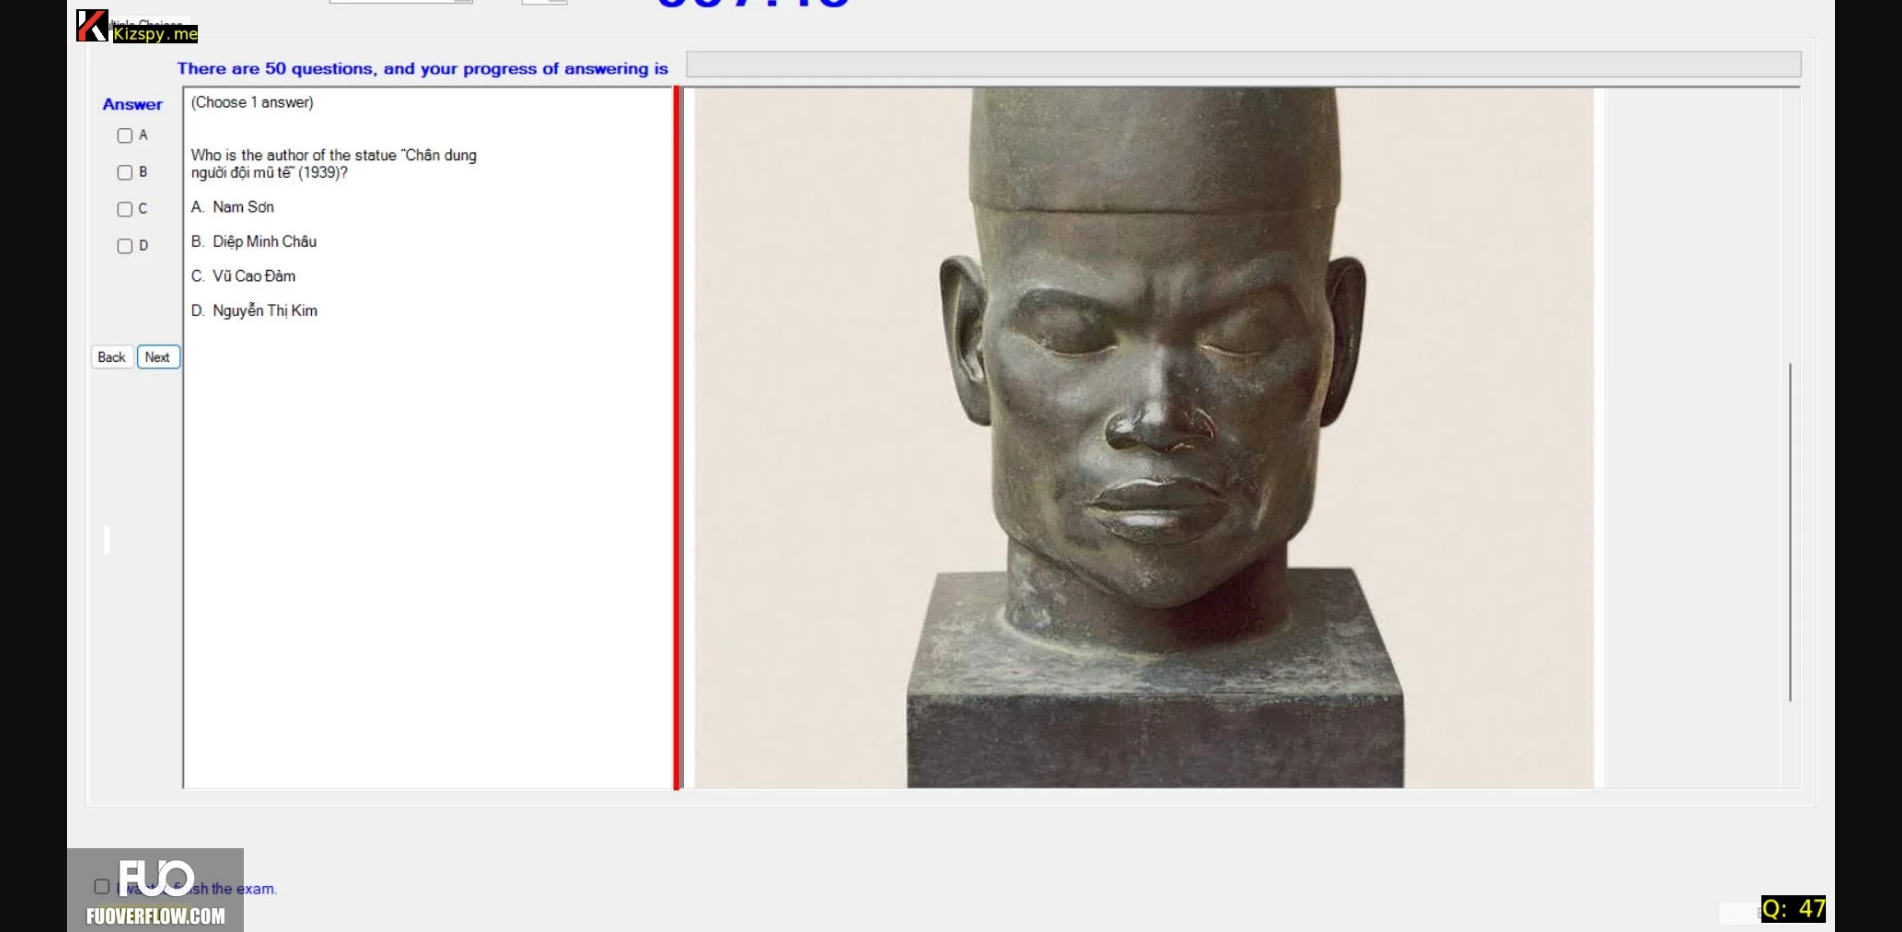 Kizspy.me
There are 50 questions, and your progress of answering is
Answer
(Choose 1 answer)
A
B
C
D
Who is the author of the statue "Chân dung
người đội mũ tế" (1939)?
A. Nam Sơn
B. Diệp Minh Châu
C. Vũ Cao Đàm
D. Nguyễn Thị Kim
Back
Next
FUO
sh the exam.
FUOVERFLOW.COM
Q: 47